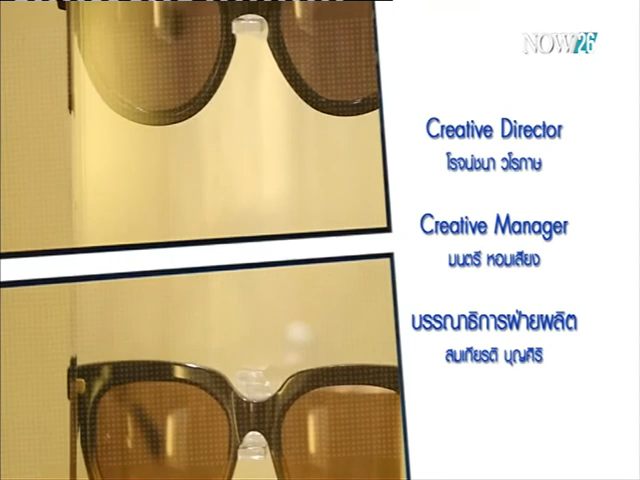 NOW 26
Creative Director
โรจน์ชนา วโรภาษ
Creative Manager
มนตรี หอมเสียง
บรรณาธิการฝ่ายผลิต
สมเกียรติ บุญศิริ